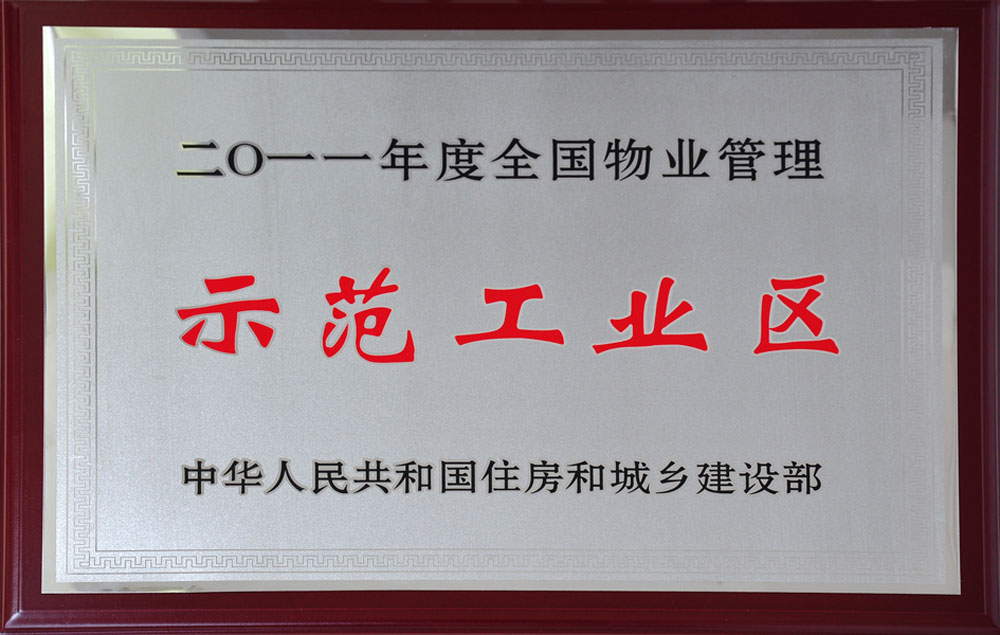 二〇一一年度全国物业管理
示范工业区
中华人民共和国住房和城乡建设部